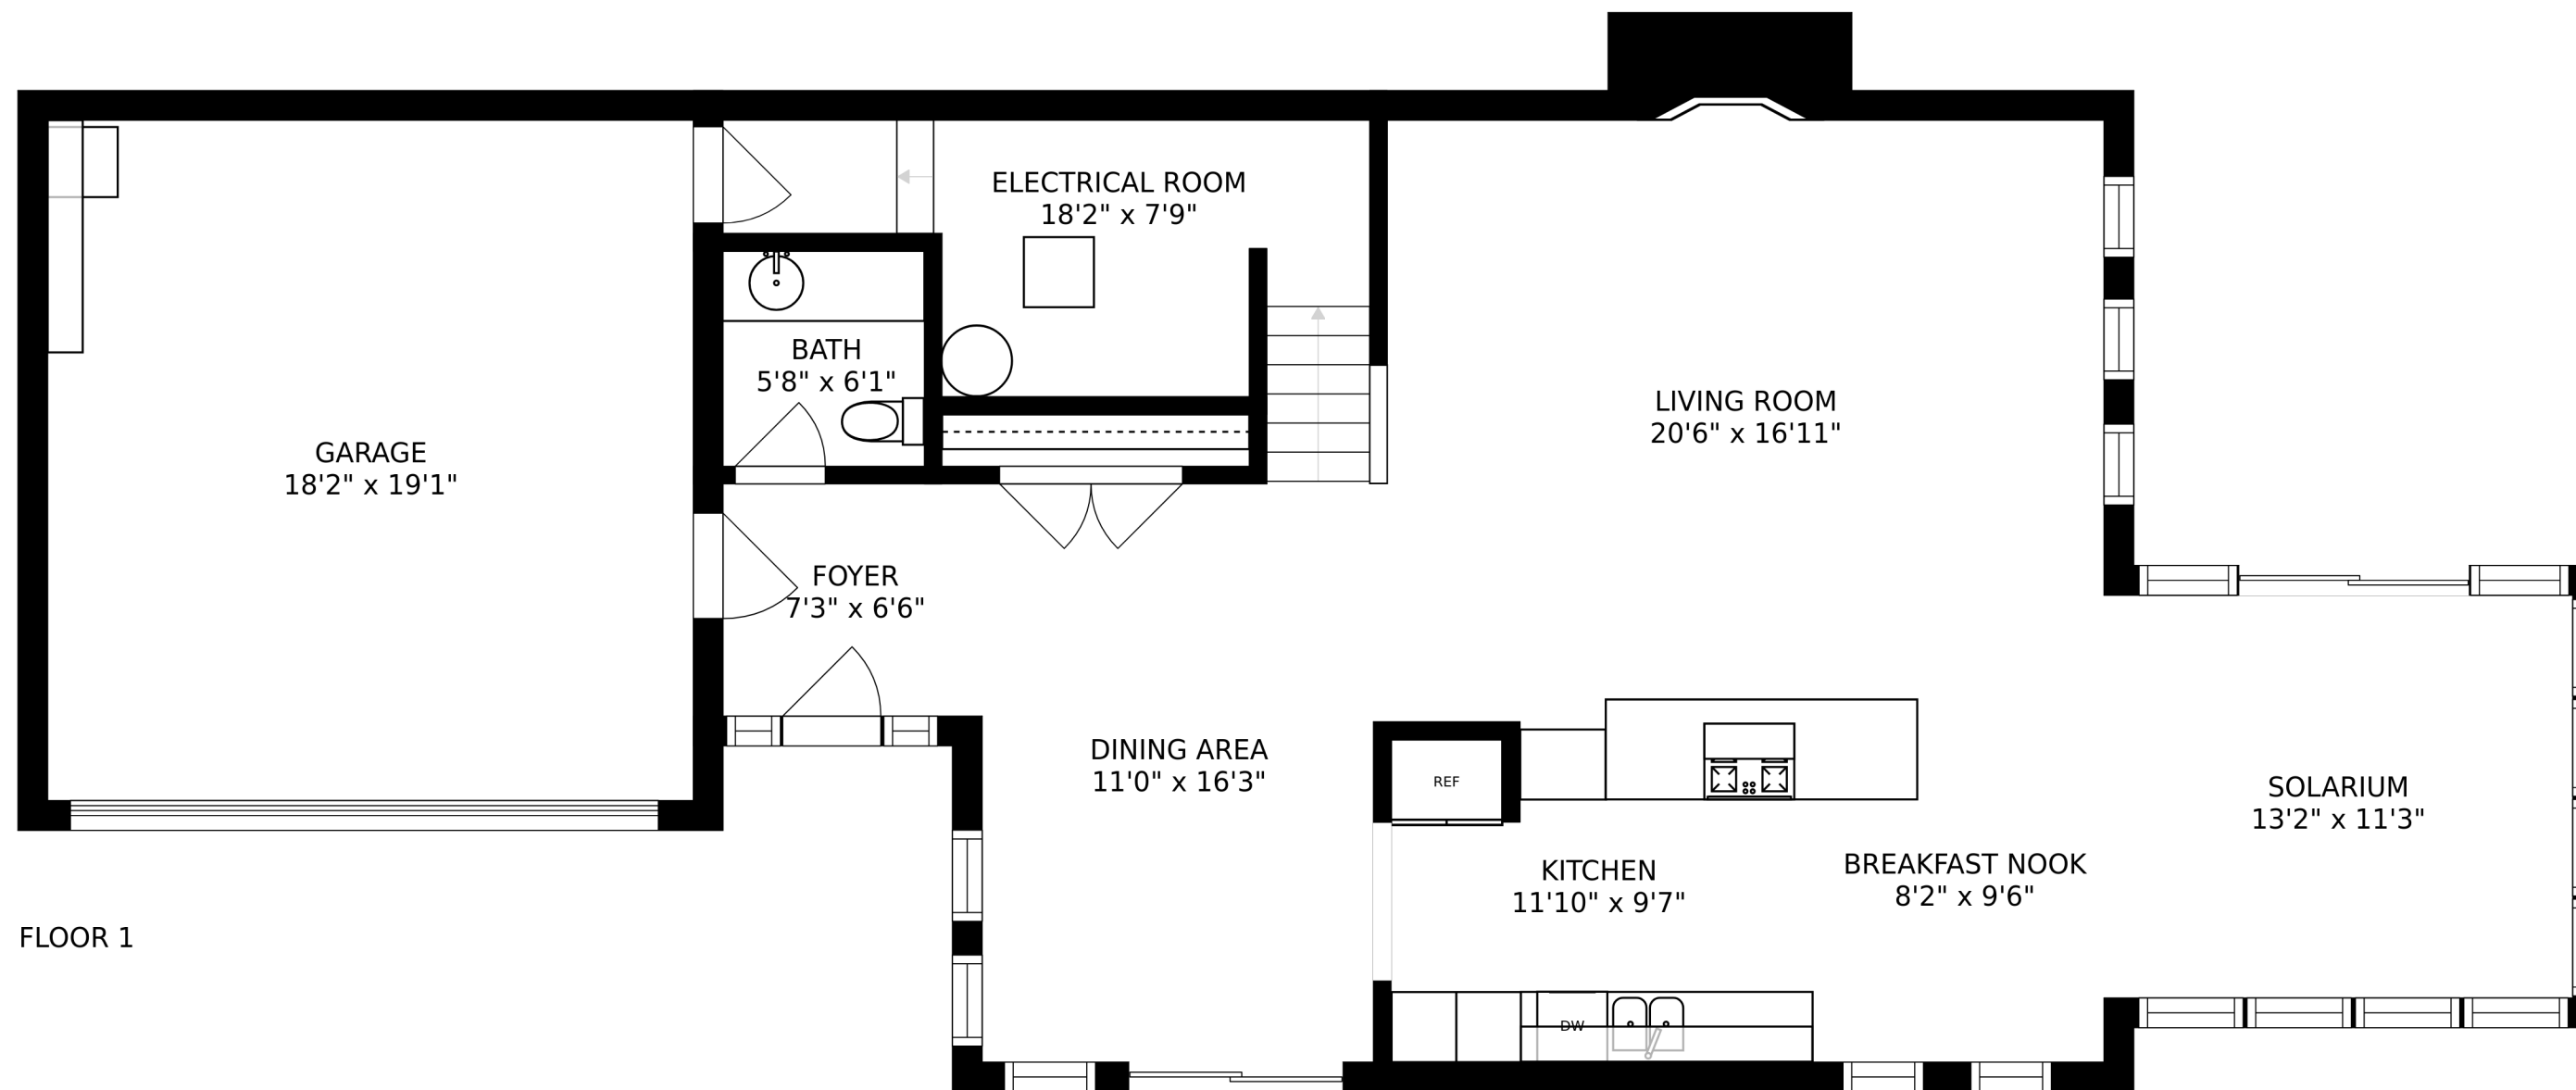 ELECTRICAL ROOM
18'2" x 7'9"
BATH
5'8" x 6'1"
LIVING ROOM
20'6" x 16'11"
GARAGE
18'2" x 19'1"
FOYER
7'3" x 6'6"
DINING AREA
11'0" x 16'3"
REF
SOLARIUM
13'2" x 11'3"
KITCHEN
11'10" x 9'7"
BREAKFAST NOOK
8'2" x 9'6"
FLOOR 1
DW